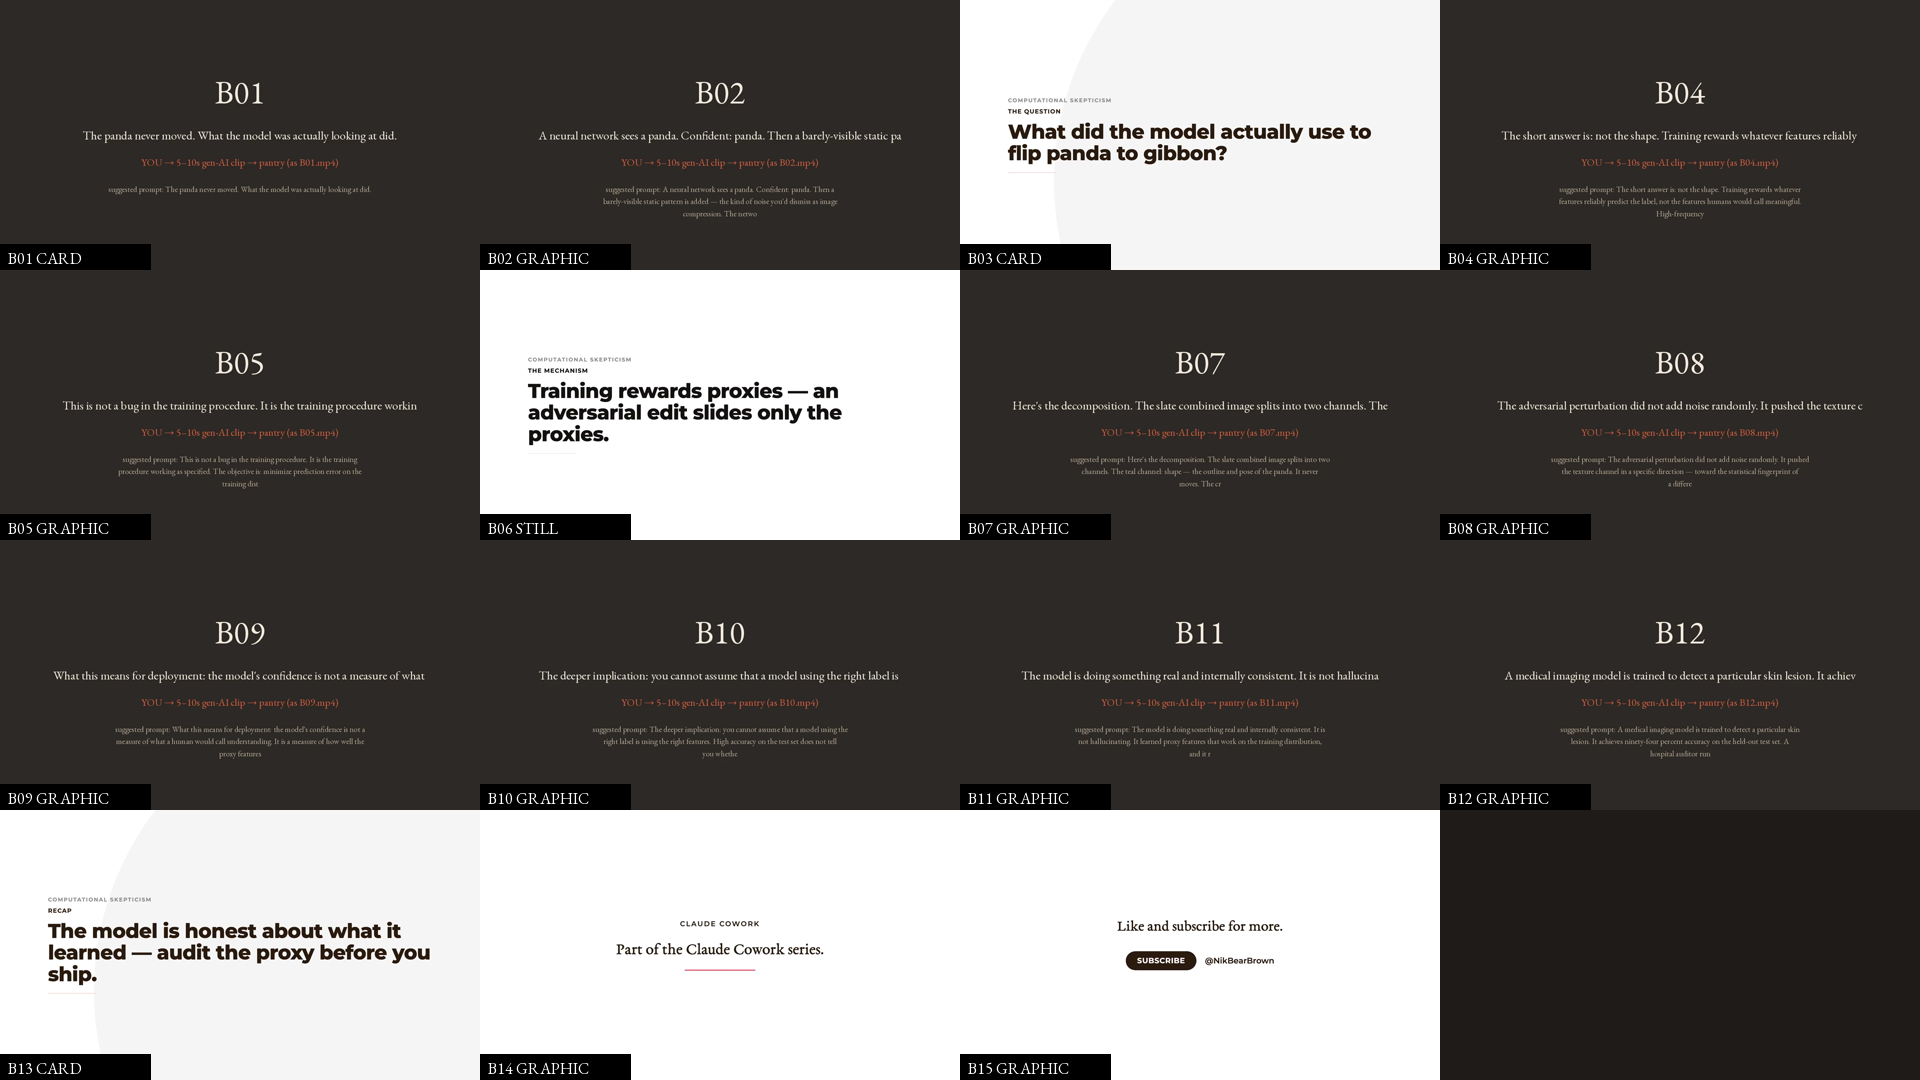 B01
The panda never moved. What the model was actually looking at did.
YOU → 5–10s gen-AI clip → pantry (as B01.mp4)
suggested prompt: The panda never moved. What the model was actually looking at did.
B01 CARD
B02
A neural network sees a panda. Confident: panda. Then a barely-visible static pa
YOU → 5–10s gen-AI clip → pantry (as B02.mp4)
suggested prompt: A neural network sees a panda. Confident: panda. Then a
barely-visible static pattern is added — the kind of noise you'd dismiss as image
compression. The netwo
B02 GRAPHIC
COMPUTATIONAL SKEPTICISM
THE QUESTION
What did the model actually use to
flip panda to gibbon?
B03 CARD
B04
The short answer is: not the shape. Training rewards whatever features reliably
YOU → 5–10s gen-AI clip → pantry (as B04.mp4)
suggested prompt: The short answer is: not the shape. Training rewards whatever
features reliably predict the label, not the features humans would call meaningful.
High-frequency
B04 GRAPHIC
B05
This is not a bug in the training procedure. It is the training procedure workin
YOU → 5–10s gen-AI clip → pantry (as B05.mp4)
suggested prompt: This is not a bug in the training procedure. It is the training
procedure working as specified. The objective is: minimize prediction error on the
training dist
B05 GRAPHIC
COMPUTATIONAL SKEPTICISM
THE MECHANISM
Training rewards proxies — an
adversarial edit slides only the
proxies.
B06 STILL
B07
Here's the decomposition. The slate combined image splits into two channels. The
YOU → 5–10s gen-AI clip → pantry (as B07.mp4)
suggested prompt: Here's the decomposition. The slate combined image splits into two
channels. The teal channel: shape — the outline and pose of the panda. It never
moves. The cr
B07 GRAPHIC
B08
The adversarial perturbation did not add noise randomly. It pushed the texture c
YOU → 5–10s gen-AI clip → pantry (as B08.mp4)
suggested prompt: The adversarial perturbation did not add noise randomly. It pushed
the texture channel in a specific direction — toward the statistical fingerprint of
a differe
B08 GRAPHIC
B09
What this means for deployment: the model's confidence is not a measure of what
YOU → 5–10s gen-AI clip → pantry (as B09.mp4)
suggested prompt: What this means for deployment: the model's confidence is not a
measure of what a human would call understanding. It is a measure of how well the
proxy features
B09 GRAPHIC
B10
The deeper implication: you cannot assume that a model using the right label is
YOU → 5–10s gen-AI clip → pantry (as B10.mp4)
suggested prompt: The deeper implication: you cannot assume that a model using the
right label is using the right features. High accuracy on the test set does not tell
you whethe
B10 GRAPHIC
B11
The model is doing something real and internally consistent. It is not hallucina
YOU → 5–10s gen-AI clip → pantry (as B11.mp4)
suggested prompt: The model is doing something real and internally consistent. It is
not hallucinating. It learned proxy features that work on the training distribution,
and it r
B11 GRAPHIC
B12
A medical imaging model is trained to detect a particular skin lesion. It achiev
YOU → 5–10s gen-AI clip → pantry (as B12.mp4)
suggested prompt: A medical imaging model is trained to detect a particular skin
lesion. It achieves ninety-four percent accuracy on the held-out test set. A
hospital auditor run
B12 GRAPHIC
COMPUTATIONAL SKEPTICISM
RECAP
The model is honest about what it
learned — audit the proxy before you
ship.
B13 CARD
CLAUDE COWORK
Part of the Claude Cowork series.
B14 GRAPHIC
Like and subscribe for more.
SUBSCRIBE @NikBearBrown
B15 GRAPHIC